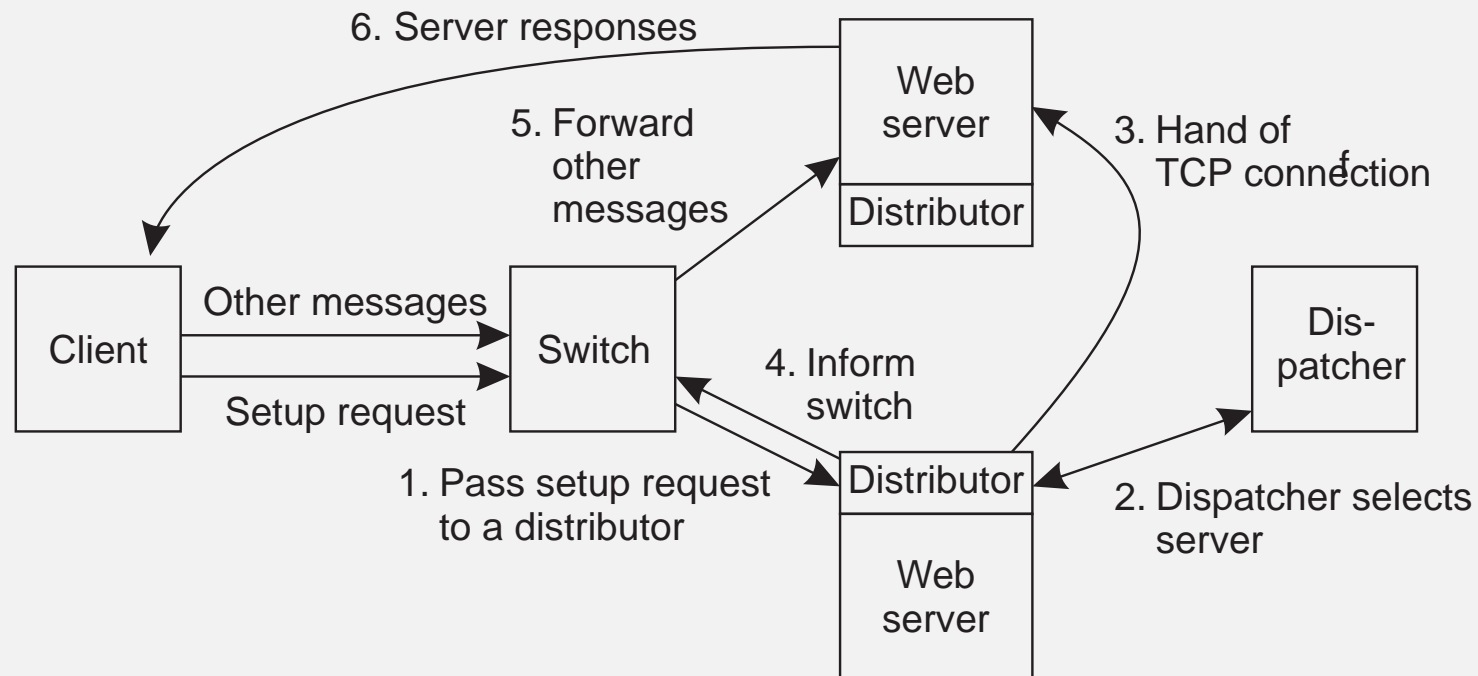 6. Server responses
Web
server
Distributor
5. Forward
other
messages
3. Hand of f
TCP connection
Client
Other messages
Setup request
Switch
Dis-
patcher
4. Inform
switch
1. Pass setup request
to a distributor
Distributor
Web
server
2. Dispatcher selects
server